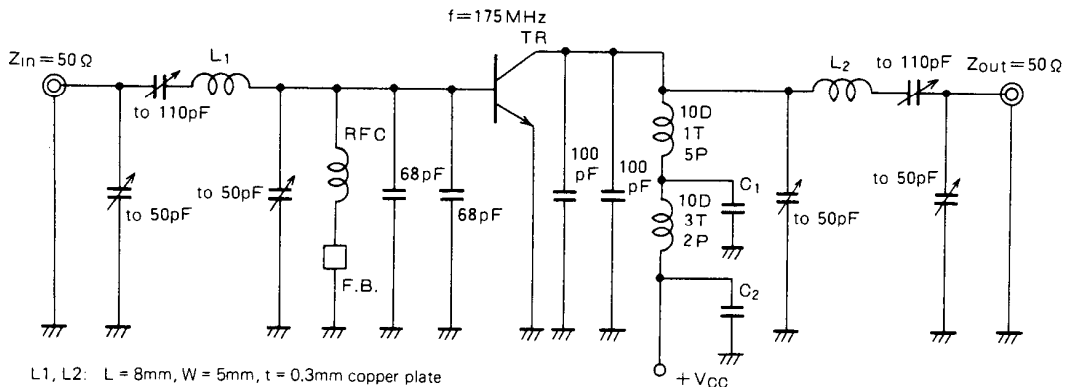 f=175MHz
TR
Zin=50Ω
L1
to 110pF
to 50pF
to 50pF
RFC
F.B.
68pF
68pF
100
pF
100
pF
10D
1T
5P
10D
3T
2P
C1
C2
+VCC
to 50pF
L2
to 110pF
to 50pF
Zout=50Ω
L1, L2: L = 8mm, W = 5mm, t = 0.3mm copper plate